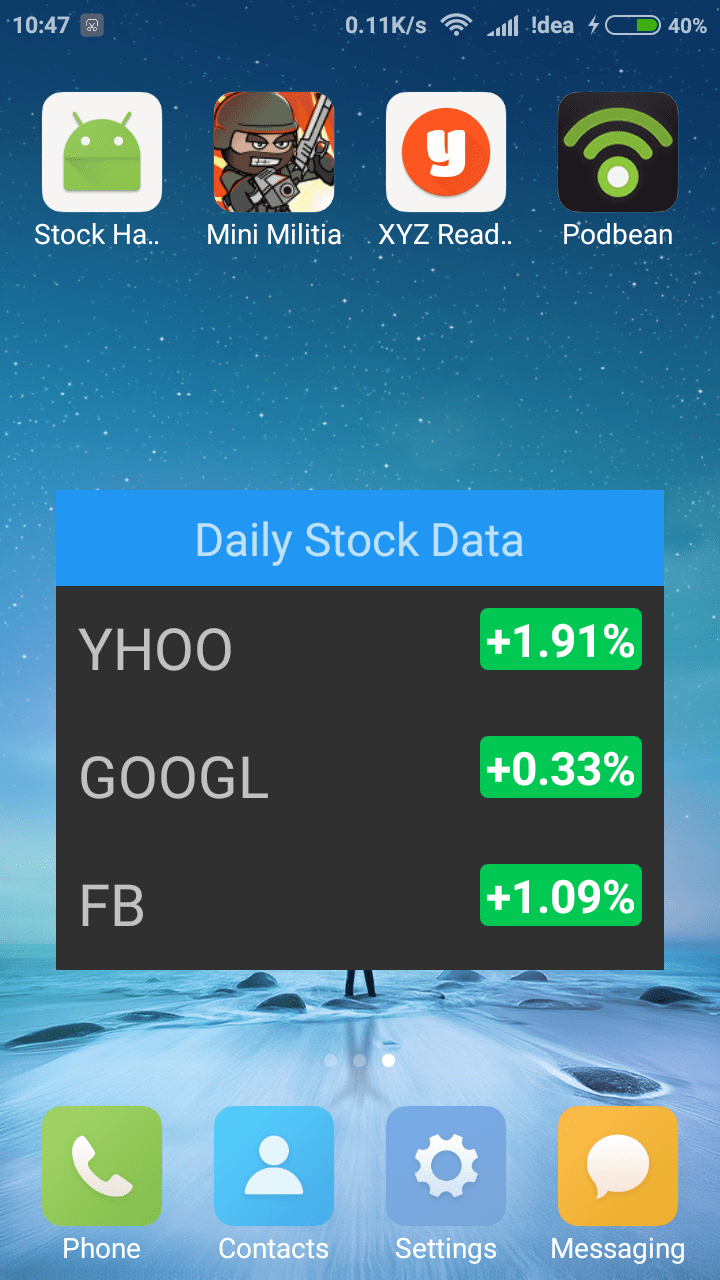 10:47 0.11K/s !dea 40%
Stock Ha.. Mini Militia XYZ Read.. Podbean
Daily Stock Data
YHOO +1.91%
GOOGL +0.33%
FB +1.09%
Phone Contacts Settings Messaging